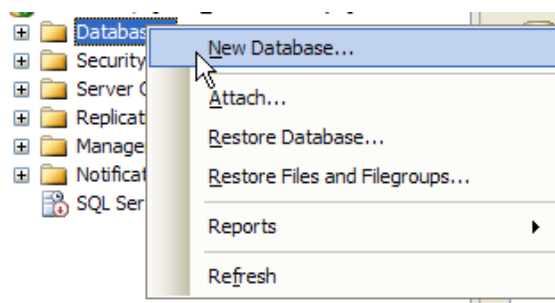 Databas
New Database...
Security
Server
Attach...
Replicat
Restore Database...
Manage
Notificat
Restore Files and Filegroups...
SQL Ser
Reports
Refresh